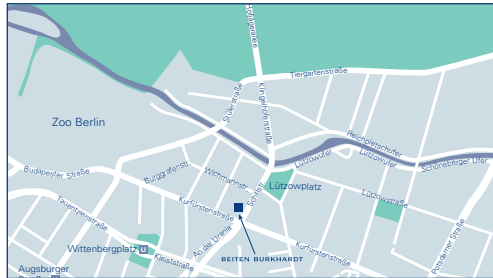 Hofjägerallee
Tiergartenstraße
Stülerstraße
Klingelhöferstraße
Zoo Berlin
Reichpietschufer
Lützowufer
Lützowufer
Schöneberger Ufer
Budapester Straße
Burggrafenstr.
Wichmannstr.
Schillstr.
Lützowplatz
Lützowstraße
Tauentzienstraße
Kurfürstenstraße
An der Urania
Wittenbergplatz U
Kleiststraße
BEITEN BURKHARDT
Kurfürstenstraße
Potsdamer Straße
Augsburger